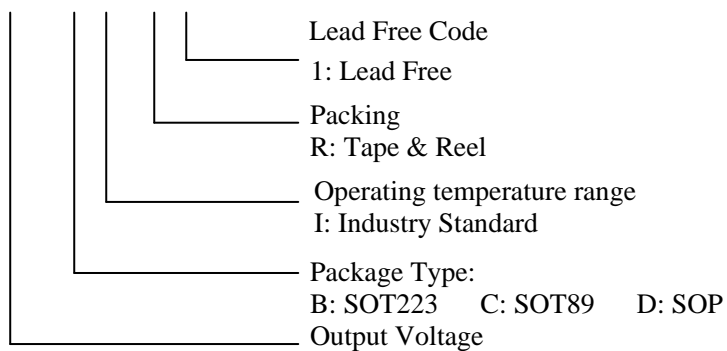 Lead Free Code
1: Lead Free
Packing
R: Tape & Reel
Operating temperature range
I: Industry Standard
Package Type:
B: SOT223 C: SOT89 D: SOP
Output Voltage